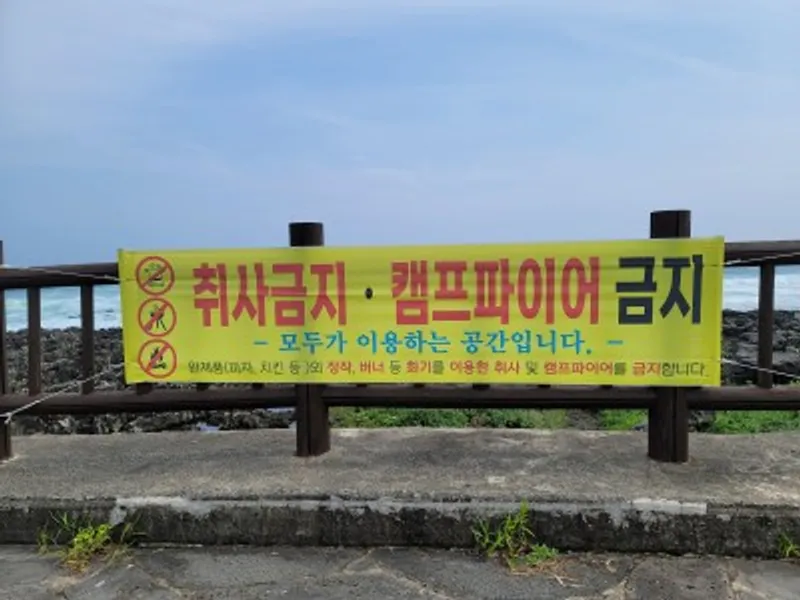 취사금지 · 캠프파이어 금지
- 모두가 이용하는 공간입니다. -
완제품(피자, 치킨 등)외 장작, 버너 등 화기를 이용한 취사 및 캠프파이어를 금지합니다.